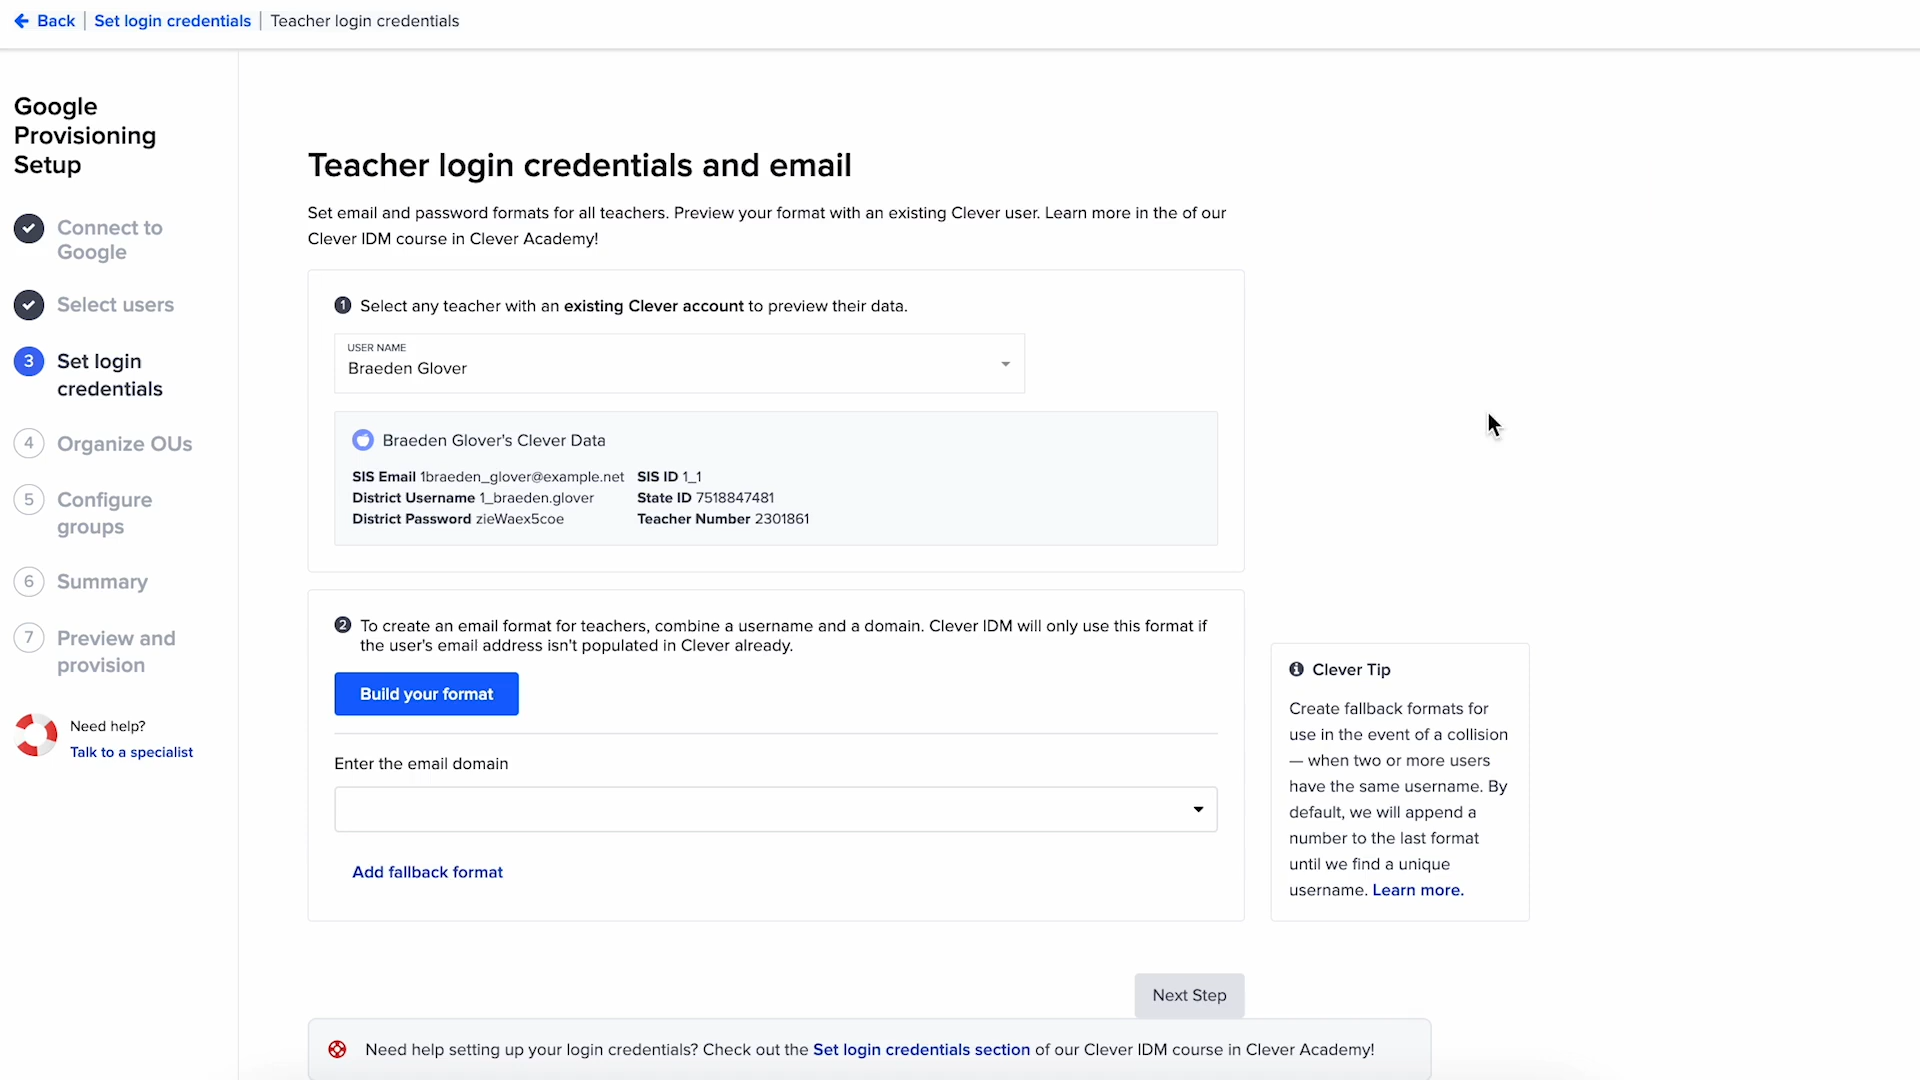 Back | Set login credentials | Teacher login credentials
Google
Provisioning
Setup
Connect to
Google
Select users
3 Set login
credentials
4 Organize OUs
5 Configure
groups
6 Summary
7 Preview and
provision
Need help?
Talk to a specialist
Teacher login credentials and email
Set email and password formats for all teachers. Preview your format with an existing Clever user. Learn more in the of our
Clever IDM course in Clever Academy!
1 Select any teacher with an existing Clever account to preview their data.
USER NAME
Braeden Glover
Braeden Glover's Clever Data
SIS Email 1braeden_glover@example.net SIS ID 1_1
District Username 1_braeden.glover State ID 7518847481
District Password zieWaex5coe Teacher Number 2301861
2 To create an email format for teachers, combine a username and a domain. Clever IDM will only use this format if
the user's email address isn't populated in Clever already.
Build your format
Enter the email domain
Add fallback format
Clever Tip
Create fallback formats for
use in the event of a collision
— when two or more users
have the same username. By
default, we will append a
number to the last format
until we find a unique
username. Learn more.
Next Step
Need help setting up your login credentials? Check out the Set login credentials section of our Clever IDM course in Clever Academy!